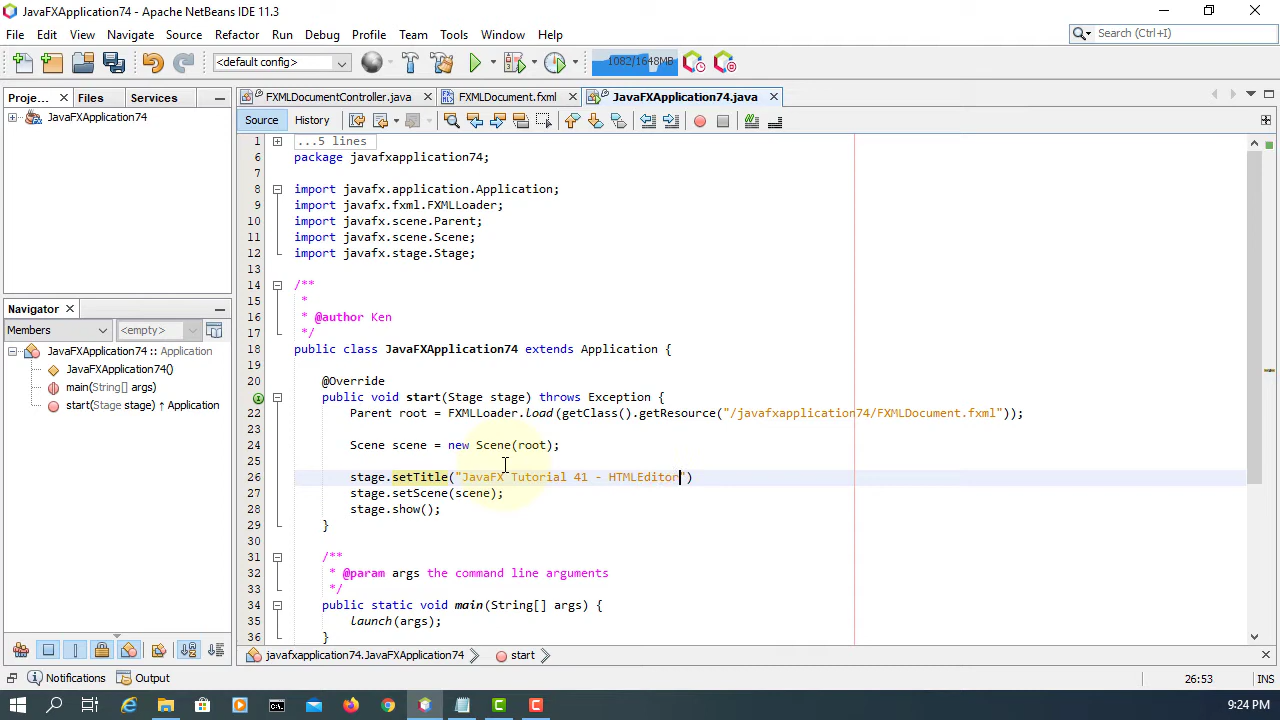 JavaFXApplication74 - Apache NetBeans IDE 11.3
File Edit View Navigate Source Refactor Run Debug Profile Team Tools Window Help
Search (Ctrl+I)
<default config>
1082/1648MB
Proje... Files Services
FXMLDocumentController.java FXMLDocument.fxml JavaFXApplication74.java
JavaFXApplication74
Source History
1 ...5 lines
6 package javafxapplication74;
7
8 import javafx.application.Application;
9 import javafx.fxml.FXMLLoader;
10 import javafx.scene.Parent;
11 import javafx.scene.Scene;
12 import javafx.stage.Stage;
13
14 /**
15 *
16 * @author Ken
17 */
18 public class JavaFXApplication74 extends Application {
19
20 @Override
public void start(Stage stage) throws Exception {
22 Parent root = FXMLLoader.load(getClass().getResource("/javafxapplication74/FXMLDocument.fxml"));
23
24 Scene scene = new Scene(root);
25
26 stage.setTitle("JavaFX Tutorial 41 - HTMLEditor")
27 stage.setScene(scene);
28 stage.show();
29 }
30
31 /**
32 * @param args the command line arguments
33 */
34 public static void main(String[] args) {
35 launch(args);
36 }
Navigator
Members <empty>
JavaFXApplication74 :: Application
JavaFXApplication74()
main(String[] args)
start(Stage stage) ↑ Application
javafxapplication74.JavaFXApplication74 start
Notifications Output
26:53 INS
9:24 PM